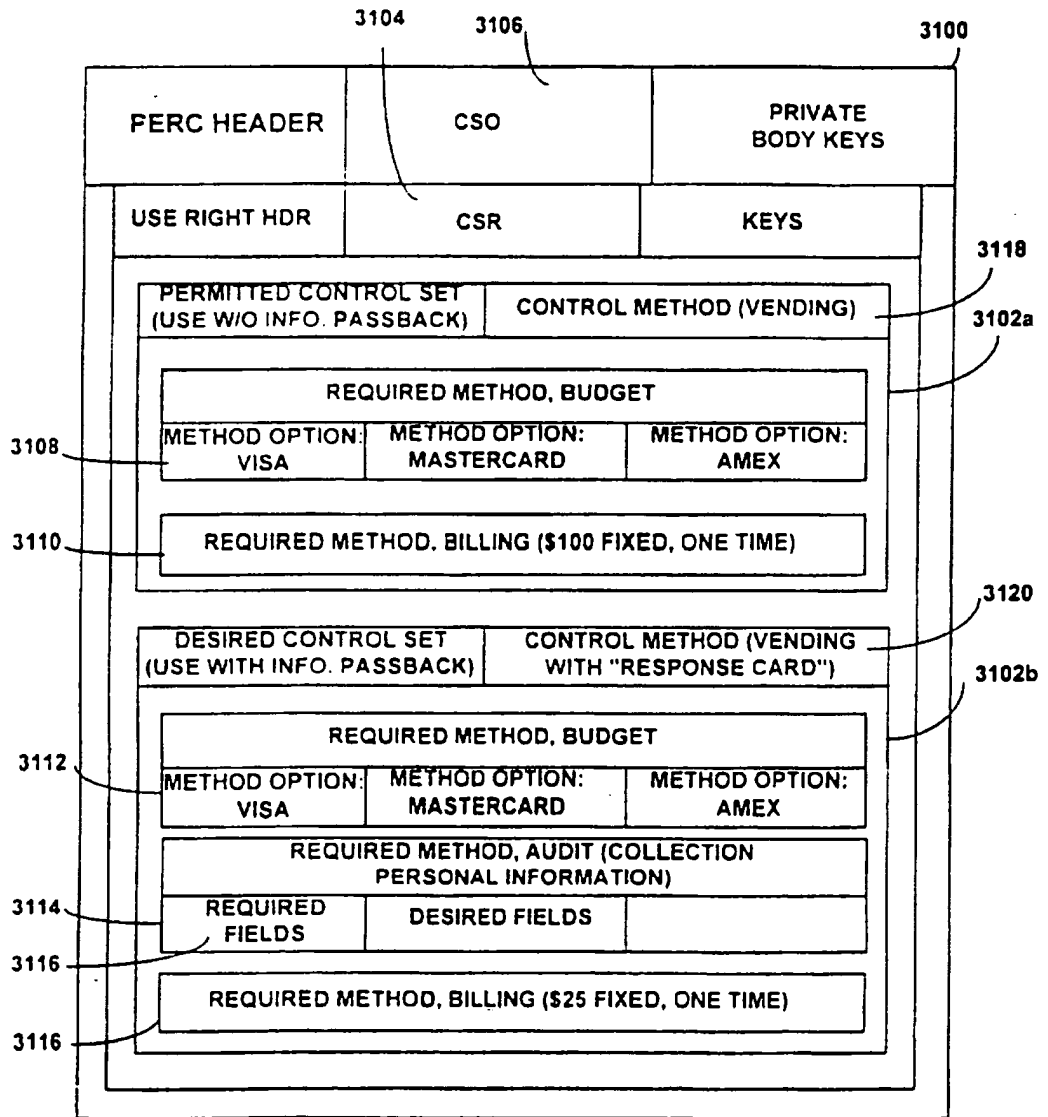 3104
3106
3100
PERC HEADER
CSO
PRIVATE
BODY KEYS
USE RIGHT HDR
CSR
KEYS
3118
PERMITTED CONTROL SET
(USE W/O INFO. PASSBACK)
CONTROL METHOD (VENDING)
3102a
REQUIRED METHOD, BUDGET
3108
METHOD OPTION:
VISA
METHOD OPTION:
MASTERCARD
METHOD OPTION:
AMEX
3110
REQUIRED METHOD, BILLING ($100 FIXED, ONE TIME)
3120
DESIRED CONTROL SET
(USE WITH INFO. PASSBACK)
CONTROL METHOD (VENDING
WITH "RESPONSE CARD")
3102b
REQUIRED METHOD, BUDGET
3112
METHOD OPTION:
VISA
METHOD OPTION:
MASTERCARD
METHOD OPTION:
AMEX
REQUIRED METHOD, AUDIT (COLLECTION
PERSONAL INFORMATION)
3114
REQUIRED
FIELDS
DESIRED FIELDS
3116
REQUIRED METHOD, BILLING ($25 FIXED, ONE TIME)
3116